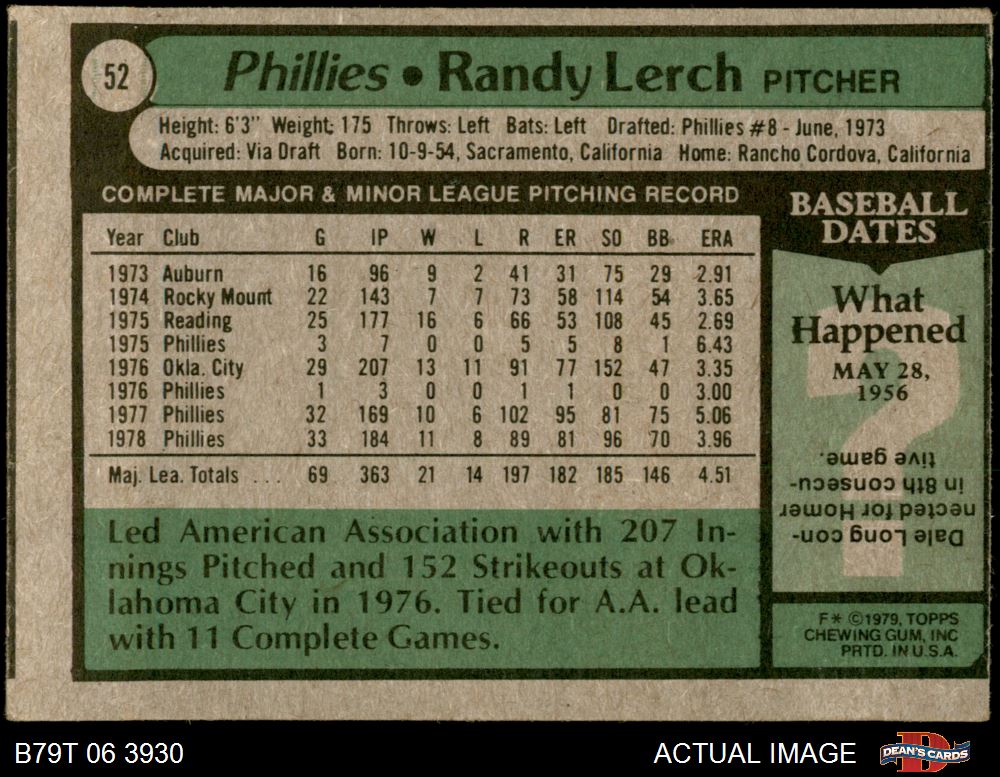 52
Phillies • Randy Lerch PITCHER
Height: 6'3" Weight: 175 Throws: Left Bats: Left Drafted: Phillies #8 - June, 1973
Acquired: Via Draft Born: 10-9-54, Sacramento, California Home: Rancho Cordova, California
COMPLETE MAJOR & MINOR LEAGUE PITCHING RECORD
Year Club G IP W L R ER SO BB ERA
1973 Auburn 16 96 9 2 41 31 75 29 2.91
1974 Rocky Mount 22 143 7 7 73 58 114 54 3.65
1975 Reading 25 177 16 6 66 53 108 45 2.69
1975 Phillies 3 7 0 0 5 5 8 1 6.43
1976 Okla. City 29 207 13 11 91 77 152 47 3.35
1976 Phillies 1 3 0 0 1 1 0 0 3.00
1977 Phillies 32 169 10 6 102 95 81 75 5.06
1978 Phillies 33 184 11 8 89 81 96 70 3.96
Maj. Lea. Totals ... 69 363 21 14 197 182 185 146 4.51
Led American Association with 207 In-
nings Pitched and 152 Strikeouts at Ok-
lahoma City in 1976. Tied for A.A. lead
with 11 Complete Games.
BASEBALL
DATES
What
Happened
MAY 28,
1956
Dale Long con-
nected for Homer
in 8th consecu-
tive game.
F* ©1979, TOPPS
CHEWING GUM, INC
PRTD. IN U.S.A.
B79T 06 3930
ACTUAL IMAGE
DEAN'S CARDS